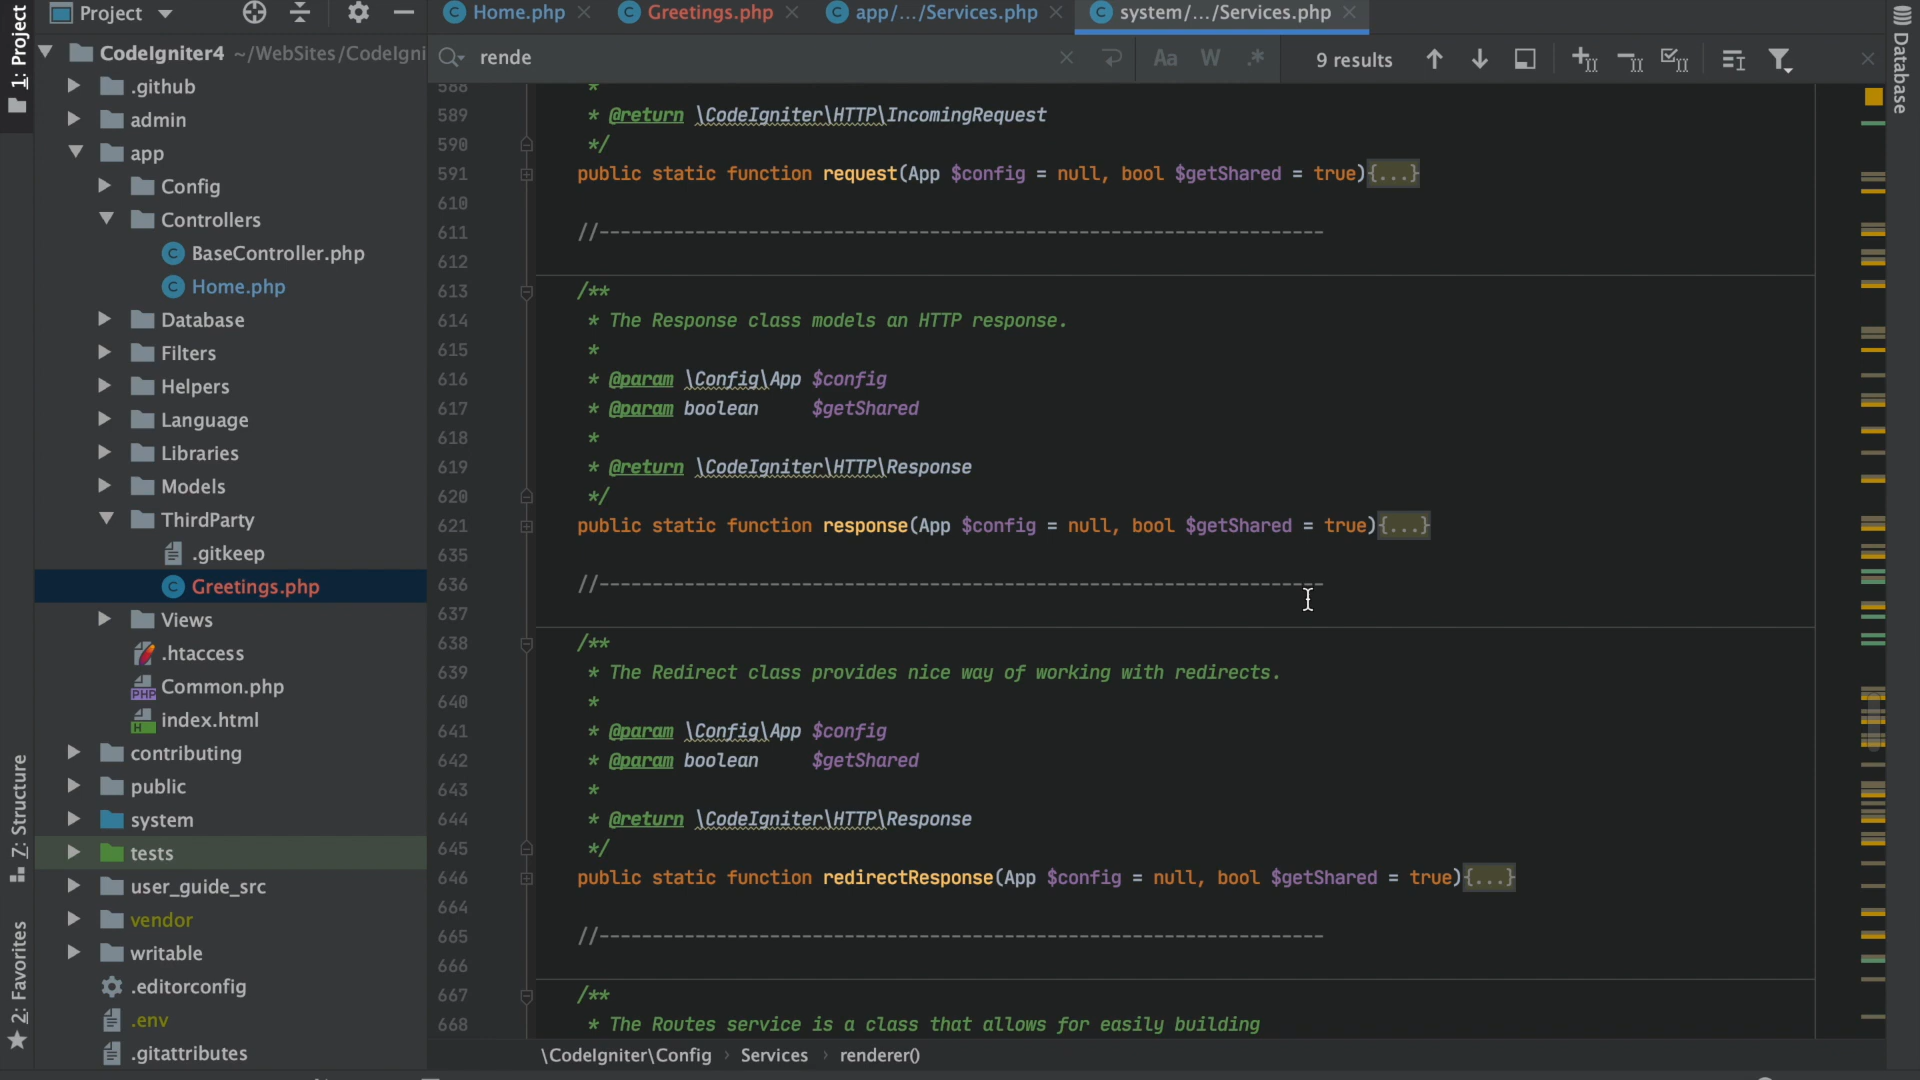 Project
Home.php
Greetings.php
app/.../Services.php
system/.../Services.php
rende
Aa W .*
9 results
1: Project
Z: Structure
2: Favorites
Database
CodeIgniter4 ~/WebSites/CodeIgni
.github
admin
app
Config
Controllers
BaseController.php
Home.php
Database
Filters
Helpers
Language
Libraries
Models
ThirdParty
.gitkeep
Greetings.php
Views
.htaccess
Common.php
index.html
contributing
public
system
tests
user_guide_src
vendor
writable
.editorconfig
.env
.gitattributes
588 *
589 * @return \CodeIgniter\HTTP\IncomingRequest
590 */
591 public static function request(App $config = null, bool $getShared = true){...}
610
611 //--------------------------------------------------------------------
612
613 /**
614 * The Response class models an HTTP response.
615 *
616 * @param \Config\App $config
617 * @param boolean $getShared
618 *
619 * @return \CodeIgniter\HTTP\Response
620 */
621 public static function response(App $config = null, bool $getShared = true){...}
635
636 //--------------------------------------------------------------------
637
638 /**
639 * The Redirect class provides nice way of working with redirects.
640 *
641 * @param \Config\App $config
642 * @param boolean $getShared
643 *
644 * @return \CodeIgniter\HTTP\Response
645 */
646 public static function redirectResponse(App $config = null, bool $getShared = true){...}
664
665 //--------------------------------------------------------------------
666
667 /**
668 * The Routes service is a class that allows for easily building
\CodeIgniter\Config › Services › renderer()